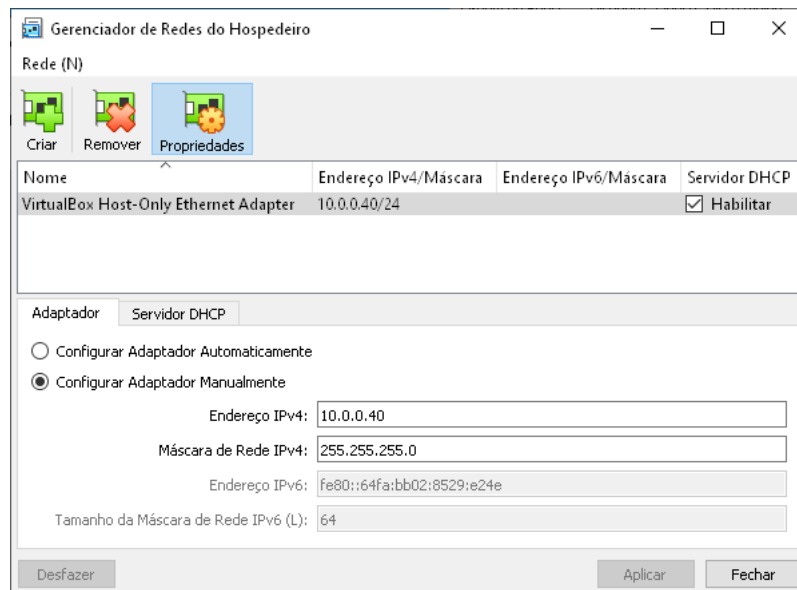 Gerenciador de Redes do Hospedeiro
Rede (N)
Criar Remover Propriedades
Nome Endereço IPv4/Máscara Endereço IPv6/Máscara Servidor DHCP
VirtualBox Host-Only Ethernet Adapter 10.0.0.40/24 Habilitar
Adaptador Servidor DHCP
Configurar Adaptador Automaticamente
Configurar Adaptador Manualmente
Endereço IPv4: 10.0.0.40
Máscara de Rede IPv4: 255.255.255.0
Endereço IPv6: fe80::64fa:bb02:8529:e24e
Tamanho da Máscara de Rede IPv6 (L): 64
Desfazer Aplicar Fechar